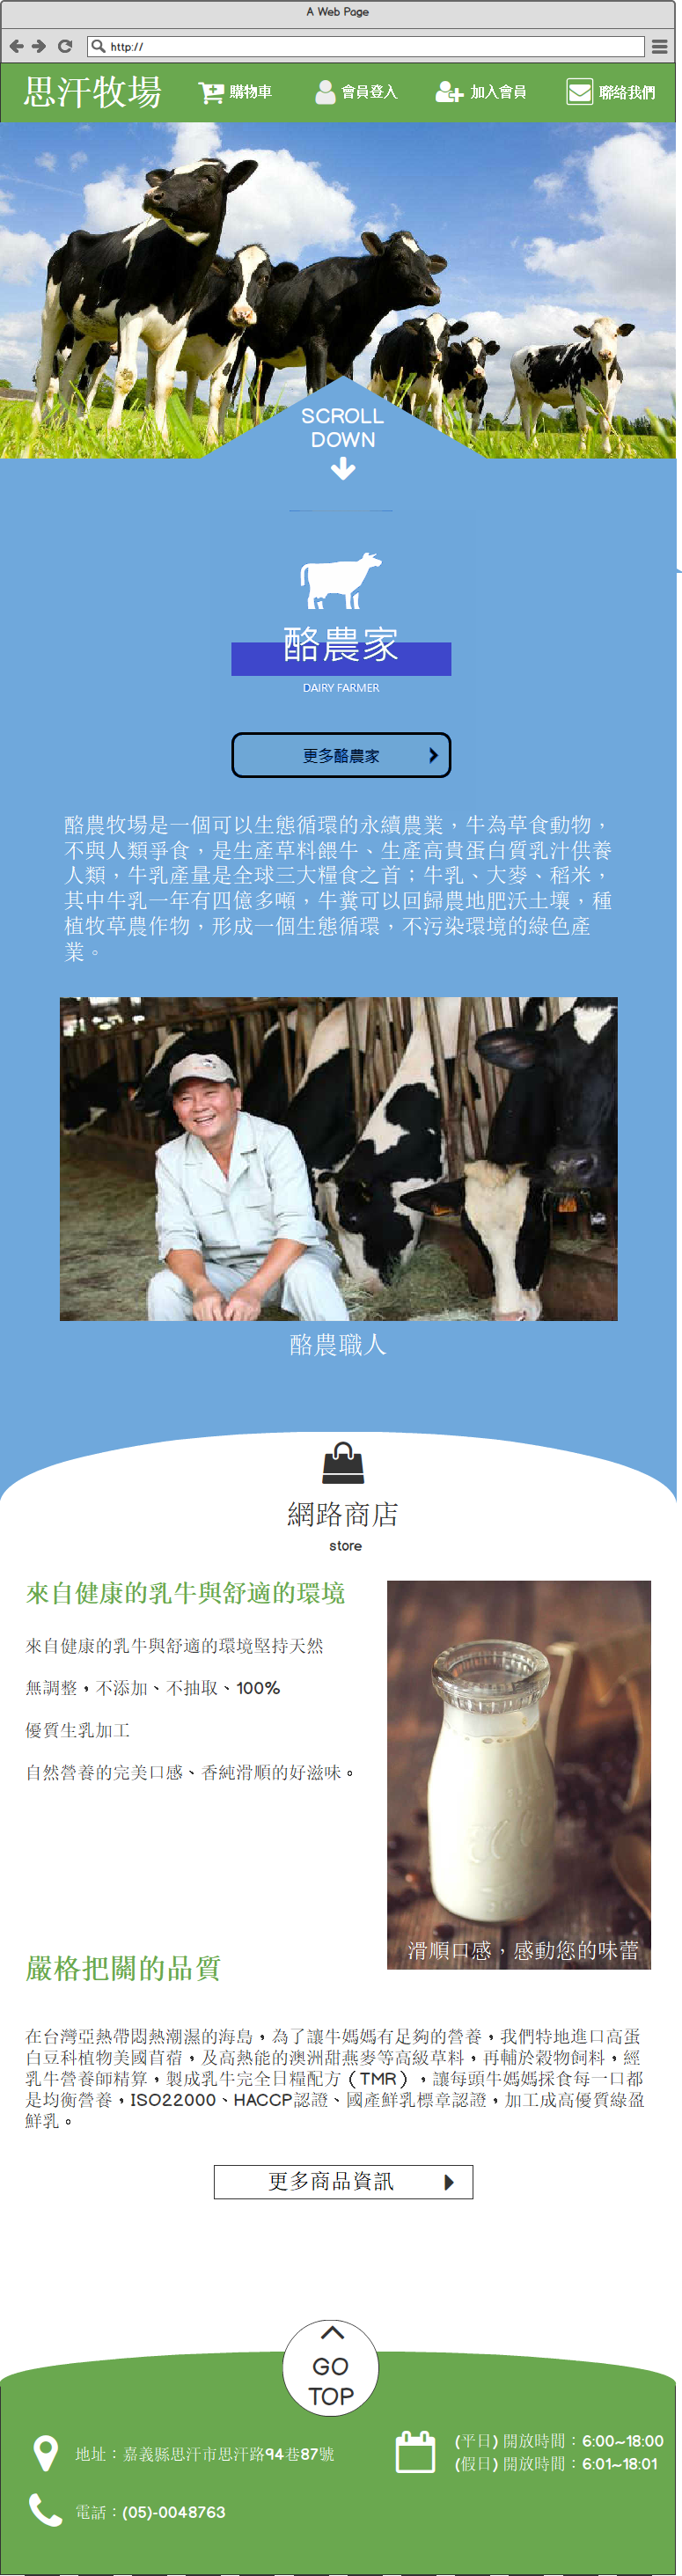 A Web Page
http://
思汗牧場 購物車 會員登入 加入會員 聯絡我們
SCROLL
DOWN
酪農家
DAIRY FARMER
更多酪農家
酪農牧場是一個可以生態循環的永續農業，牛為草食動物，
不與人類爭食，是生產草料餵牛、生產高貴蛋白質乳汁供養
人類，牛乳產量是全球三大糧食之首；牛乳、大麥、稻米，
其中牛乳一年有四億多噸，牛糞可以回歸農地肥沃土壤，種
植牧草農作物，形成一個生態循環，不污染環境的綠色產
業。
酪農職人
網路商店
store
來自健康的乳牛與舒適的環境
來自健康的乳牛與舒適的環境堅持天然
無調整，不添加、不抽取、100%
優質生乳加工
自然營養的完美口感、香純滑順的好滋味。
滑順口感，感動您的味蕾
嚴格把關的品質
在台灣亞熱帶悶熱潮濕的海島，為了讓牛媽媽有足夠的營養，我們特地進口高蛋
白豆科植物美國苜蓿，及高熱能的澳洲甜燕麥等高級草料，再輔於穀物飼料，經
乳牛營養師精算，製成乳牛完全日糧配方（TMR），讓每頭牛媽媽採食每一口都
是均衡營養，ISO22000、HACCP認證、國產鮮乳標章認證，加工成高優質綠盈
鮮乳。
更多商品資訊
GO
TOP
地址：嘉義縣思汗市思汗路94巷87號
(平日) 開放時間：6:00~18:00
(假日) 開放時間：6:01~18:01
電話：(05)-0048763